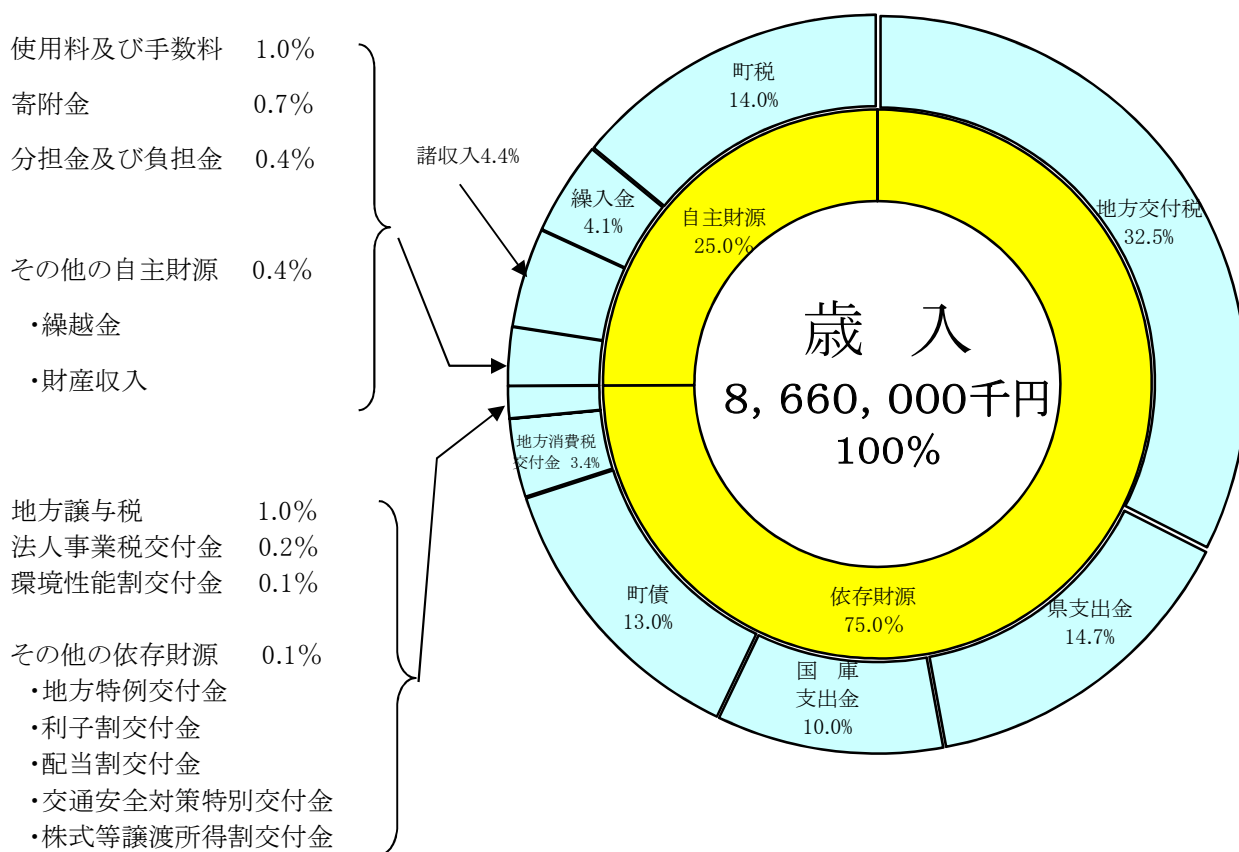 使用料及び手数料 1.0%
寄附金 0.7%
分担金及び負担金 0.4%
その他の自主財源 0.4%
・繰越金
・財産収入
地方譲与税 1.0%
法人事業税交付金 0.2%
環境性能割交付金 0.1%
その他の依存財源 0.1%
・地方特例交付金
・利子割交付金
・配当割交付金
・交通安全対策特別交付金
・株式等譲渡所得割交付金
諸収入4.4%
町税
14.0%
繰入金
4.1%
自主財源
25.0%
地方交付税
32.5%
歳 入
8, 660, 000千円
100%
地方消費税
交付金 3.4%
町債
13.0%
依存財源
75.0%
国 庫
支出金
10.0%
県支出金
14.7%